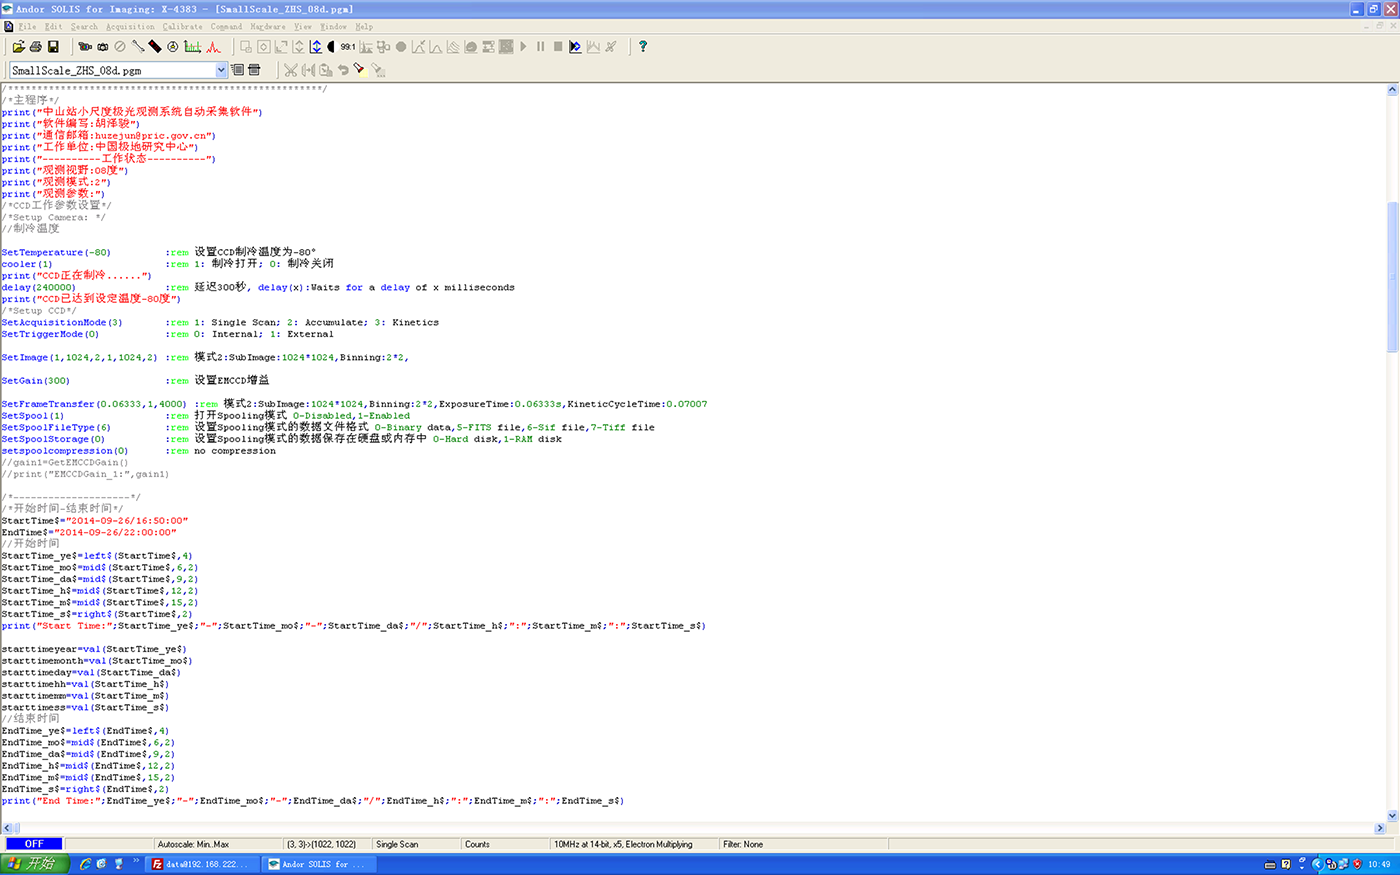 Andor SOLIS for Imaging: X-4383 - [SmallScale_ZHS_08d.pgm]
File Edit Search Acquisition Calibrate Command Hardware View Window Help
99:1
SmallScale_ZHS_08d.pgm
/*主程序*/
print("中山站小尺度极光观测系统自动采集软件")
print("软件编写:胡泽骏")
print("通信邮箱:huzejun@pric.gov.cn")
print("工作单位:中国极地研究中心")
print("----------工作状态----------")
print("观测视野:08度")
print("观测模式:2")
print("观测参数:")
/*CCD工作参数设置*/
/*Setup Camera: */
//制冷温度
SetTemperature(-80) :rem 设置CCD制冷温度为-80°
cooler(1) :rem 1: 制冷打开; 0: 制冷关闭
print("CCD正在制冷......")
delay(240000) :rem 延迟300秒, delay(x):Waits for a delay of x milliseconds
print("CCD已达到设定温度-80度")
/*Setup CCD*/
SetAcquisitionMode(3) :rem 1: Single Scan; 2: Accumulate; 3: Kinetics
SetTriggerMode(0) :rem 0: Internal; 1: External
SetImage(1,1024,2,1,1024,2) :rem 模式2:SubImage:1024*1024,Binning:2*2,
SetGain(300) :rem 设置EMCCD增益
SetFrameTransfer(0.06333,1,4000) :rem 模式2:SubImage:1024*1024,Binning:2*2,ExposureTime:0.06333s,KineticCycleTime:0.07007
SetSpool(1) :rem 打开Spooling模式 0-Disabled,1-Enabled
SetSpoolFileType(6) :rem 设置Spooling模式的数据文件格式 0-Binary data,5-FITS file,6-Sif file,7-Tiff file
SetSpoolStorage(0) :rem 设置Spooling模式的数据保存在硬盘或内存中 0-Hard disk,1-RAM disk
setspoolcompression(0) :rem no compression
//gain1=GetEMCCDGain()
//print("EMCCDGain_1:",gain1)
/*--------------------*/
/*开始时间-结束时间*/
StartTime$="2014-09-26/16:50:00"
EndTime$="2014-09-26/22:00:00"
//开始时间
StartTime_ye$=left$(StartTime$,4)
StartTime_mo$=mid$(StartTime$,6,2)
StartTime_da$=mid$(StartTime$,9,2)
StartTime_h$=mid$(StartTime$,12,2)
StartTime_m$=mid$(StartTime$,15,2)
StartTime_s$=right$(StartTime$,2)
print("Start Time:";StartTime_ye$;"-";StartTime_mo$;"-";StartTime_da$;"/";StartTime_h$;":";StartTime_m$;":";StartTime_s$)
starttimeyear=val(StartTime_ye$)
starttimemonth=val(StartTime_mo$)
starttimeday=val(StartTime_da$)
starttimehh=val(StartTime_h$)
starttimemm=val(StartTime_m$)
starttimess=val(StartTime_s$)
//结束时间
EndTime_ye$=left$(EndTime$,4)
EndTime_mo$=mid$(EndTime$,6,2)
EndTime_da$=mid$(EndTime$,9,2)
EndTime_h$=mid$(EndTime$,12,2)
EndTime_m$=mid$(EndTime$,15,2)
EndTime_s$=right$(EndTime$,2)
print("End Time:";EndTime_ye$;"-";EndTime_mo$;"-";EndTime_da$;"/";EndTime_h$;":";EndTime_m$;":";EndTime_s$)
OFF Autoscale: Min..Max (3, 3)->(1022, 1022) Single Scan Counts 10MHz at 14-bit, x5, Electron Multiplying Filter: None
开始 data@192.168.222... Andor SOLIS for ... 10:49